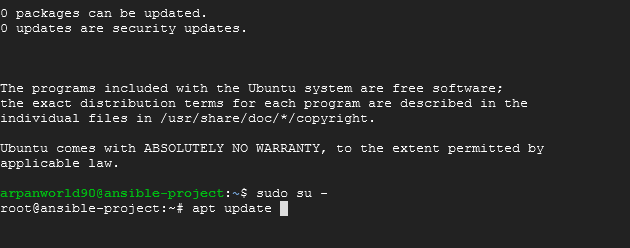 0 packages can be updated.
0 updates are security updates.
The programs included with the Ubuntu system are free software;
the exact distribution terms for each program are described in the
individual files in /usr/share/doc/*/copyright.
Ubuntu comes with ABSOLUTELY NO WARRANTY, to the extent permitted by
applicable law.
arpanworld90@ansible-project:~$ sudo su -
root@ansible-project:~# apt update